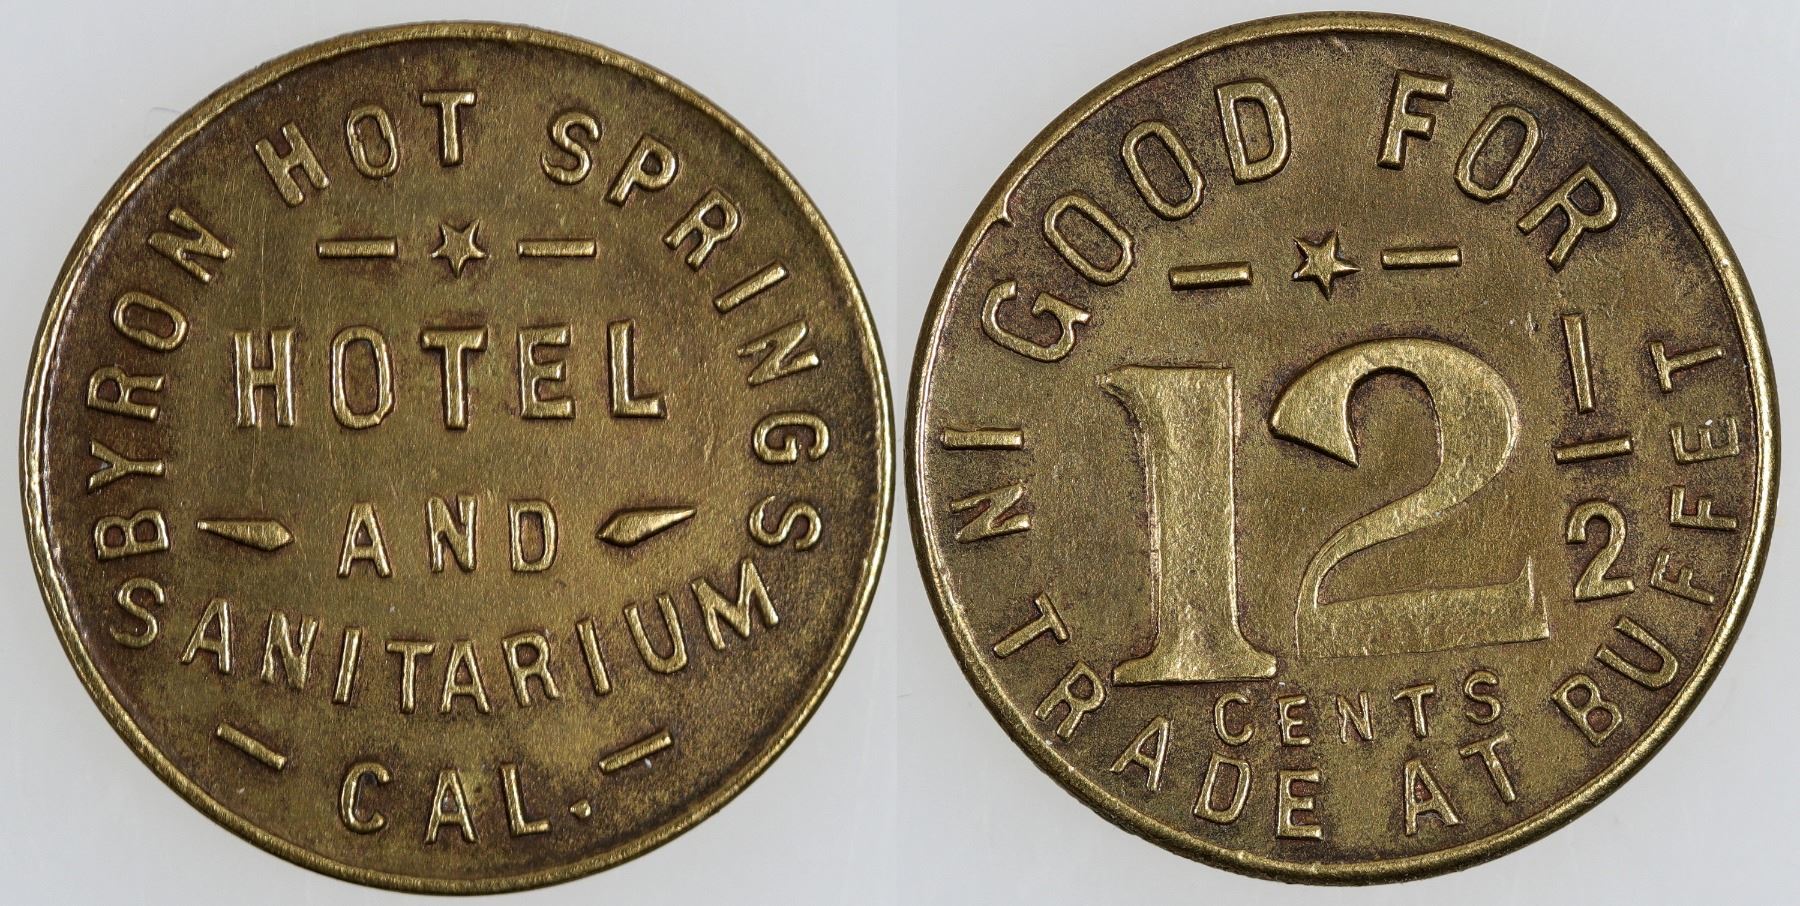 BYRON HOT SPRINGS
HOTEL
AND
SANITARIUM
CAL.
GOOD FOR
12 1/2
CENTS
IN TRADE AT BUFFET